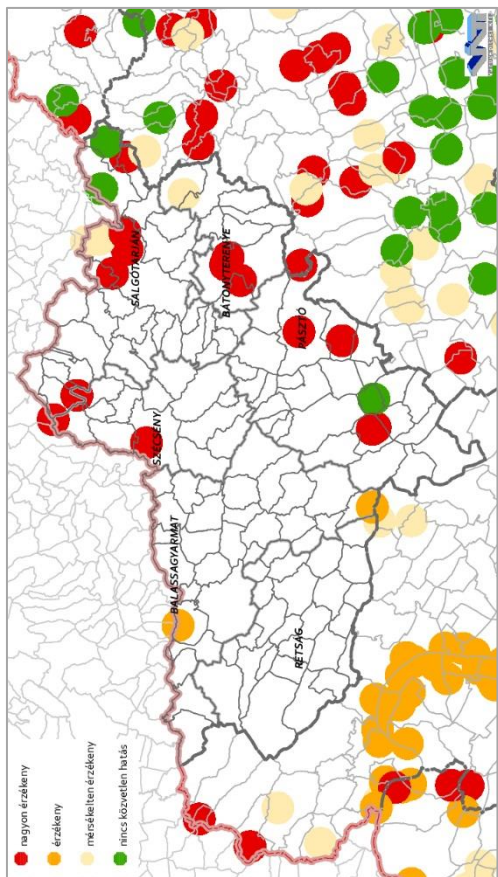 nagyon érzékeny
érzékeny
mérsékelten érzékeny
nincs közvetlen hatás
SALGÓTARJÁN
BÁTONYTERENYE
PÁSZTÓ
SZÉCSÉNY
BALASSAGYARMAT
RÉTSÁG